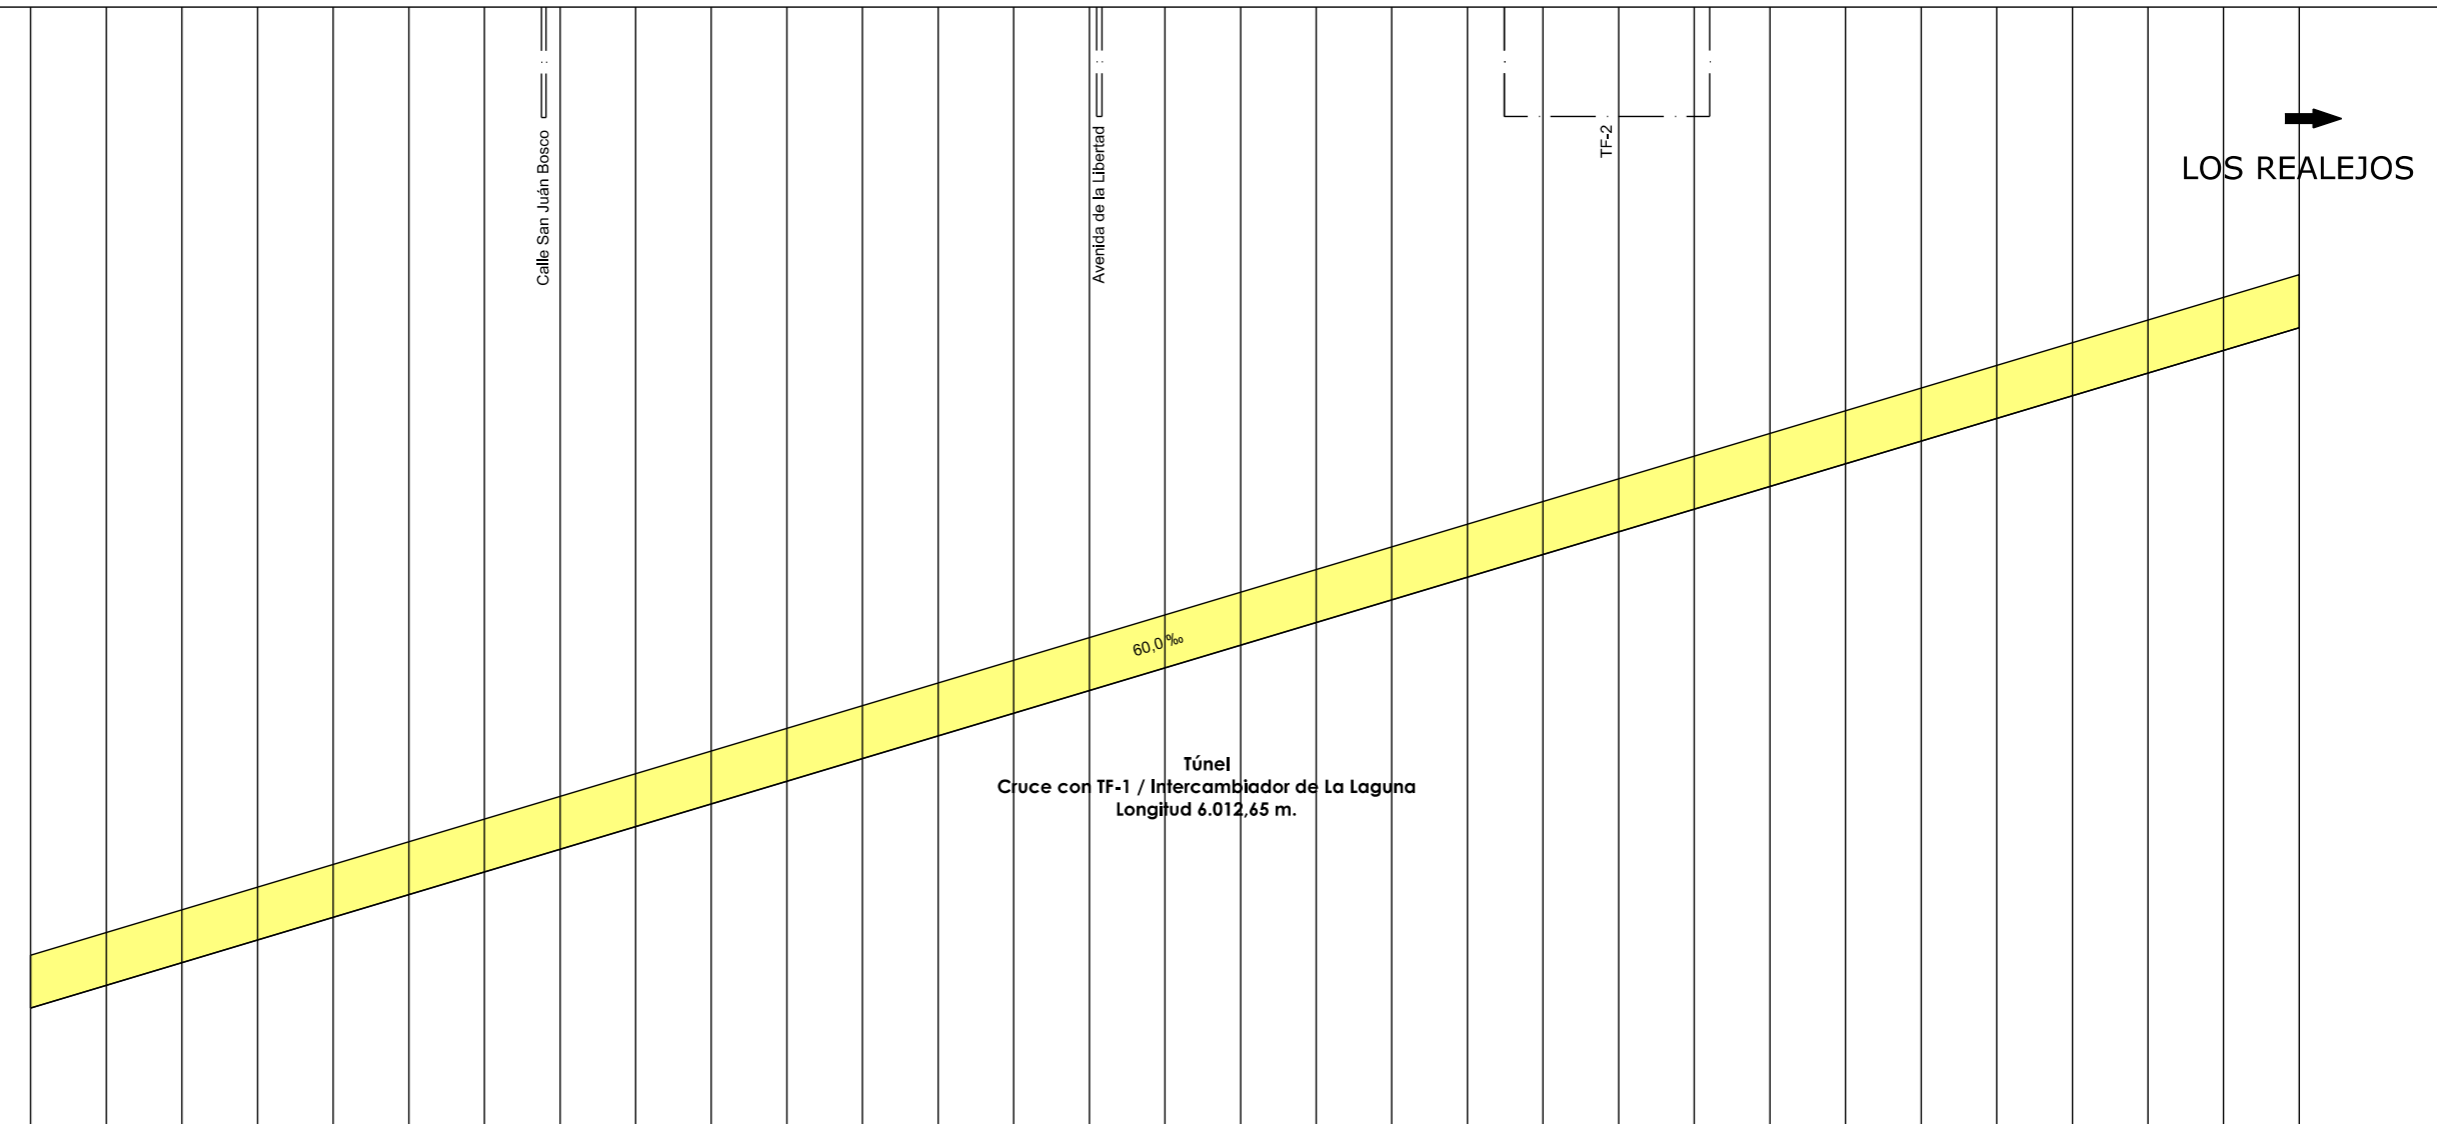 Calle San Juán Bosco
Avenida de la Libertad
TF-2
LOS REALEJOS
60,0 ‰
Túnel
Cruce con TF-1 / Intercambiador de La Laguna
Longitud 6.012,65 m.